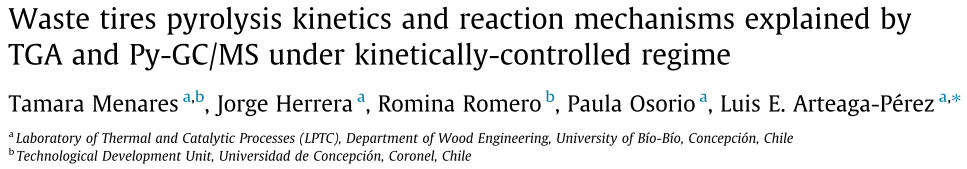 Waste tires pyrolysis kinetics and reaction mechanisms explained by
TGA and Py-GC/MS under kinetically-controlled regime
Tamara Menares a,b, Jorge Herrera a, Romina Romero b, Paula Osorio a, Luis E. Arteaga-Pérez a,*
a Laboratory of Thermal and Catalytic Processes (LPTC), Department of Wood Engineering, University of Bío-Bío, Concepción, Chile
b Technological Development Unit, Universidad de Concepción, Coronel, Chile